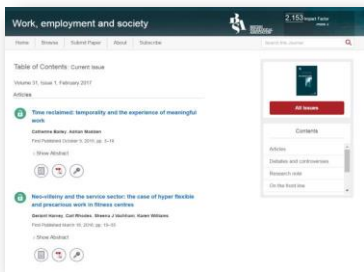 Work, employment and society
2.153 Impact Factor
Home Browse Submit Paper About Subscribe
Search this Journal
Table of Contents: Current Issue
Volume 31, Issue 1, February 2017
Articles
Time reclaimed: temporality and the experience of meaningful
work
Catherine Bailey, Adrian Madden
First Published October 9, 2015; pp. 3–18
Show Abstract
Neo-villeiny and the service sector: the case of hyper flexible
and precarious work in fitness centres
Geraint Harvey, Carl Rhodes, Sheena J Vachhani, Karen Williams
First Published March 16, 2016; pp. 19–35
Show Abstract
All Issues
Contents
Articles
Debates and controversies
Research note
On the front line